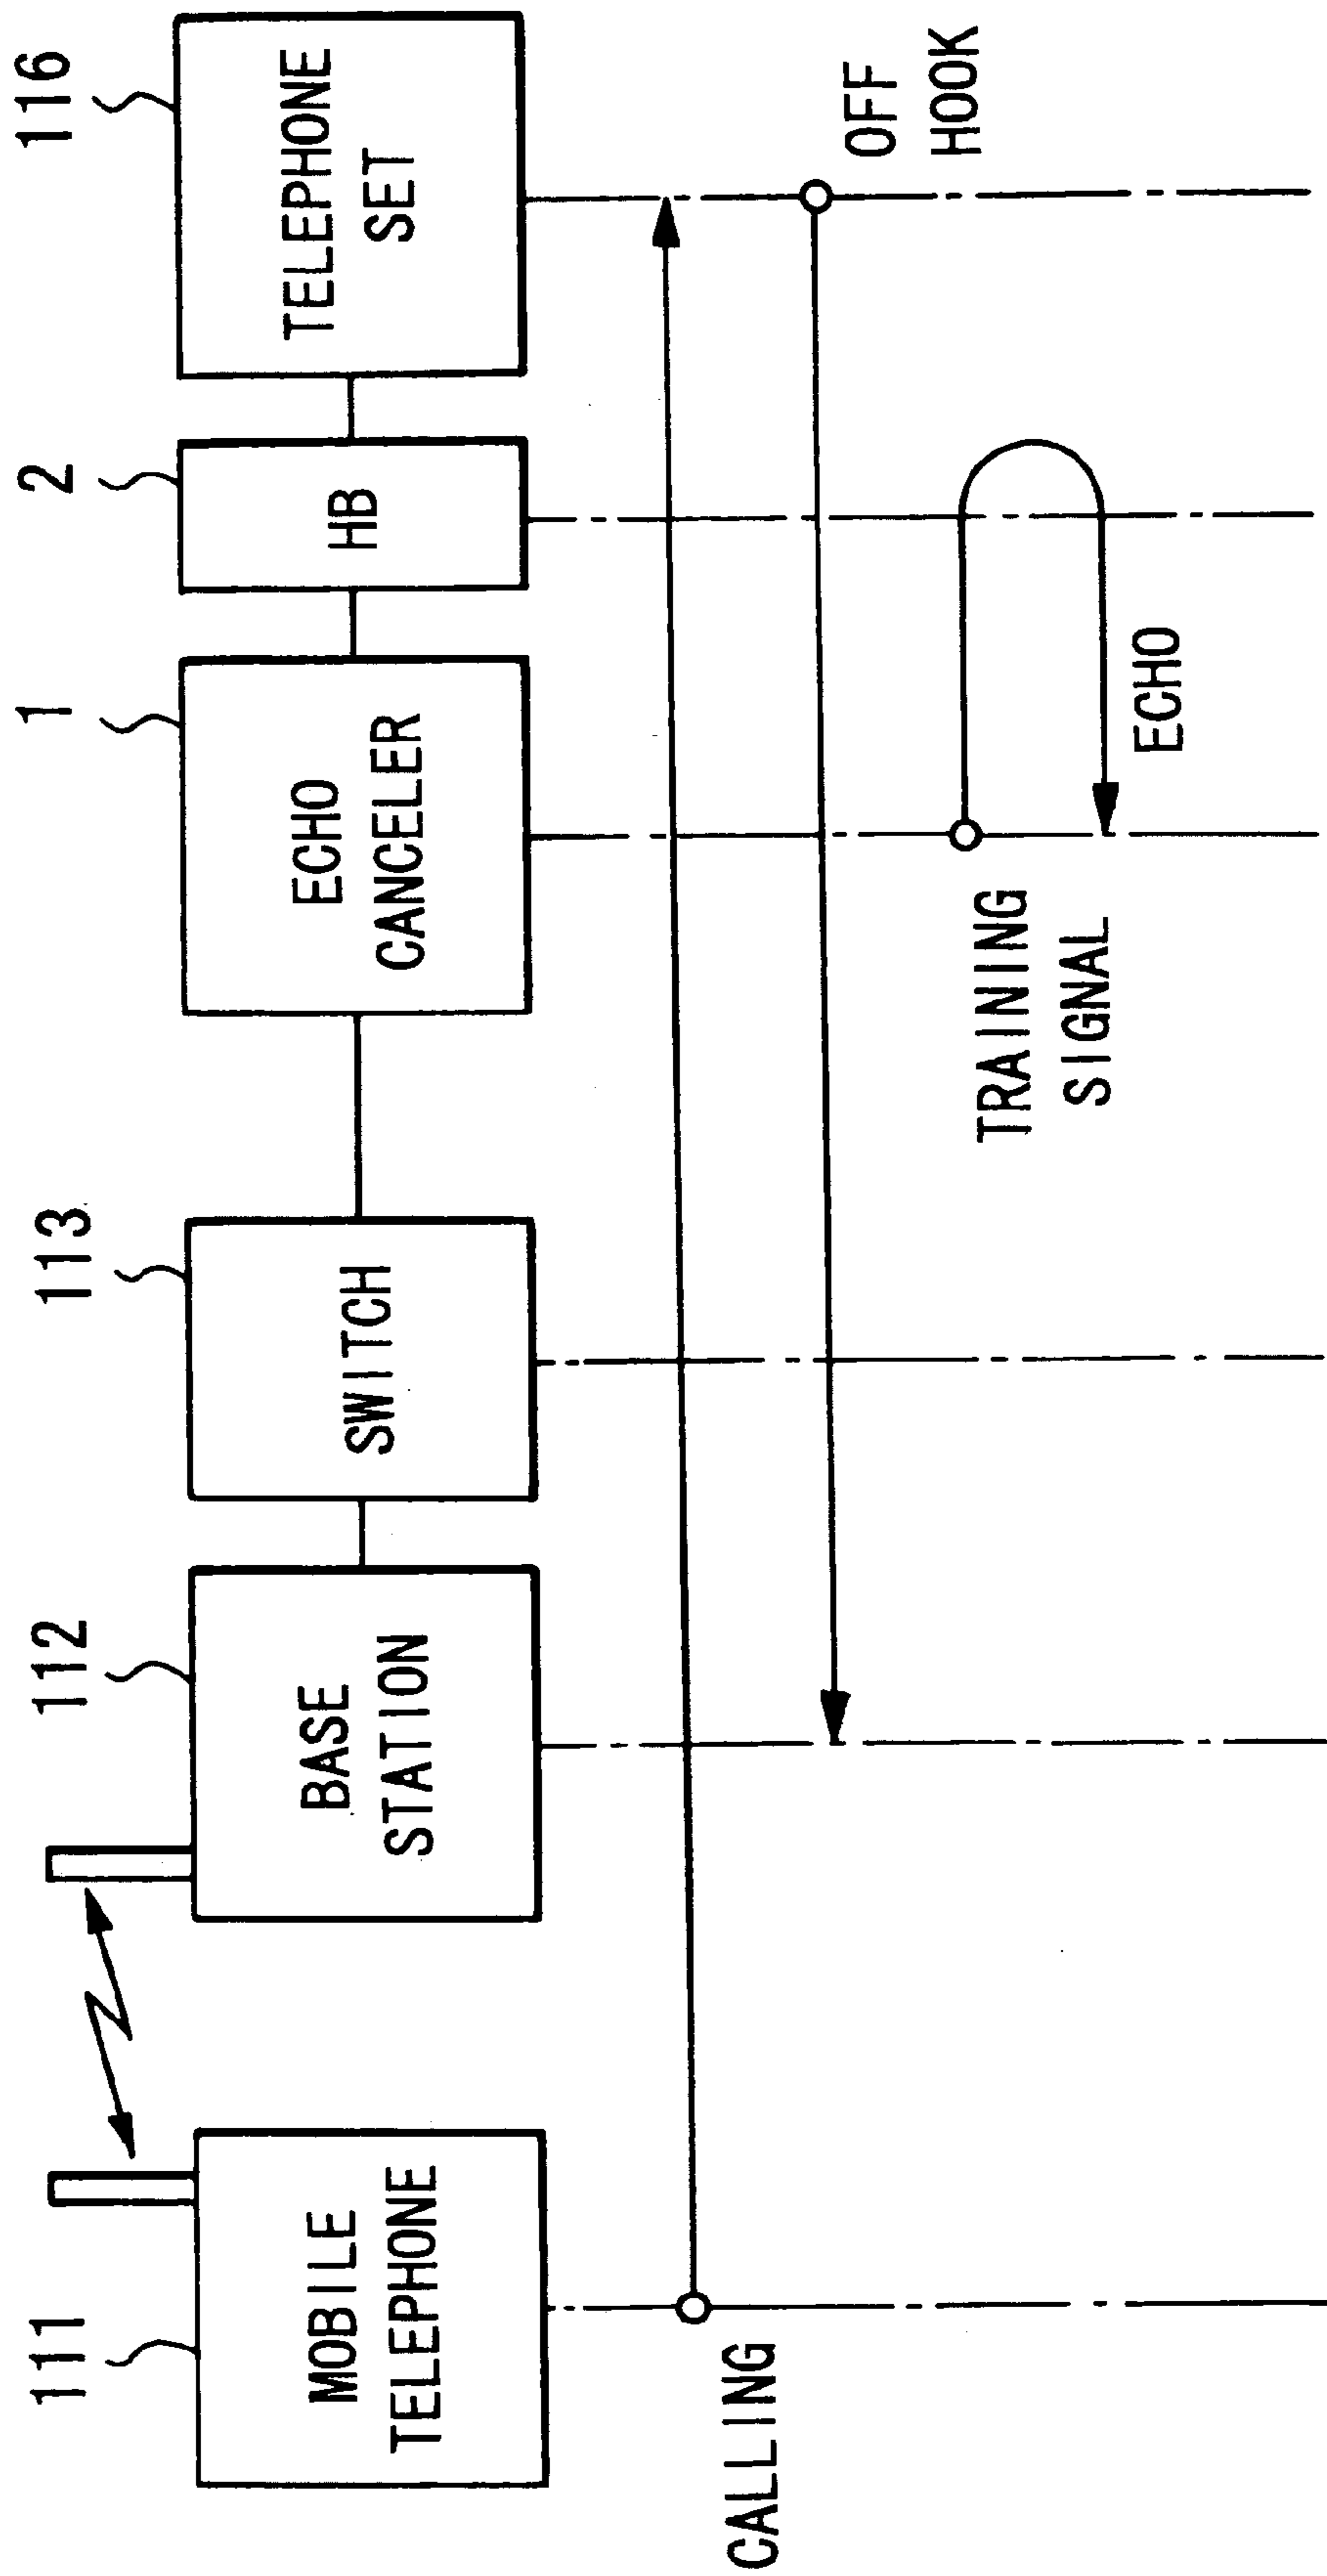 111
112
113
1
2
116
MOBILE
TELEPHONE
BASE
STATION
SWITCH
ECHO
CANCELER
HB
TELEPHONE
SET
CALLING
OFF
HOOK
TRAINING
SIGNAL
ECHO